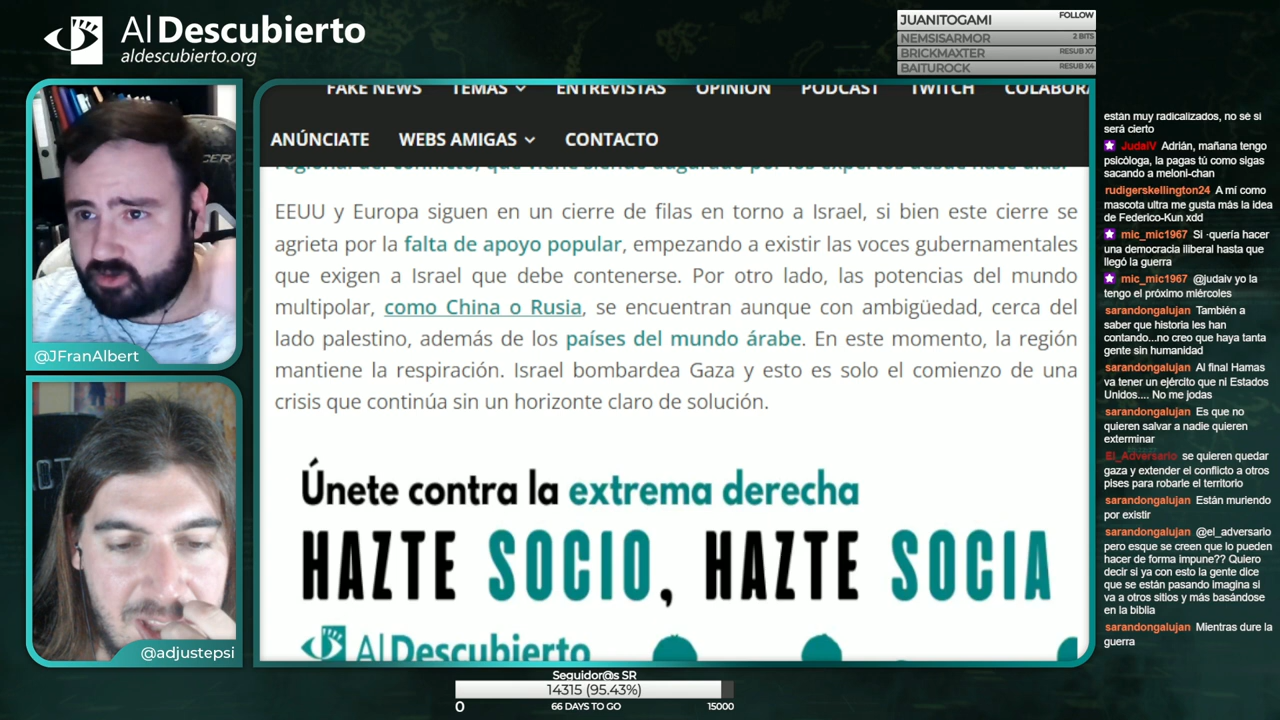 Al Descubierto
aldescubierto.org
JUANITOGAMI FOLLOW
NEMSISARMOR 2 BITS
BRICKMAXTER RESUB X7
BAITUROCK RESUB X4
@JFranAlbert
@adjustepsi
FAKE NEWS TEMAS ENTREVISTAS OPINIÓN PODCAST TWITCH COLABORA
ANÚNCIATE WEBS AMIGAS CONTACTO
regional del conflicto, que viene siendo augurado por los expertos desde hace días.
EEUU y Europa siguen en un cierre de filas en torno a Israel, si bien este cierre se
agrieta por la falta de apoyo popular, empezando a existir las voces gubernamentales
que exigen a Israel que debe contenerse. Por otro lado, las potencias del mundo
multipolar, como China o Rusia, se encuentran aunque con ambigüedad, cerca del
lado palestino, además de los países del mundo árabe. En este momento, la región
mantiene la respiración. Israel bombardea Gaza y esto es solo el comienzo de una
crisis que continúa sin un horizonte claro de solución.
Únete contra la extrema derecha
HAZTE SOCIO, HAZTE SOCIA
Al Descubierto
Seguidor@s SR
14315 (95.43%)
0 66 DAYS TO GO 15000
están muy radicalizados, no sé si
será cierto
JudaIV Adrián, mañana tengo
psicóloga, la pagas tú como sigas
sacando a meloni-chan
rudigerskellington24 A mí como
mascota ultra me gusta más la idea
de Federico-Kun xdd
mic_mic1967 Si ·quería hacer
una democracia iliberal hasta que
llegó la guerra
mic_mic1967 @judaiv yo la
tengo el próximo miércoles
sarandongalujan También a
saber que historia les han
contando...no creo que haya tanta
gente sin humanidad
sarandongalujan Al final Hamas
va tener un ejército que ni Estados
Unidos.... No me jodas
sarandongalujan Es que no
quieren salvar a nadie quieren
exterminar
El_Adversario se quieren quedar
gaza y extender el conflicto a otros
pises para robarle el territorio
sarandongalujan Están muriendo
por existir
sarandongalujan @el_adversario
pero esque se creen que lo pueden
hacer de forma impune?? Quiero
decir si ya con esto la gente dice
que se están pasando imagina si
va a otros sitios y más basándose
en la biblia
sarandongalujan Mientras dure la
guerra